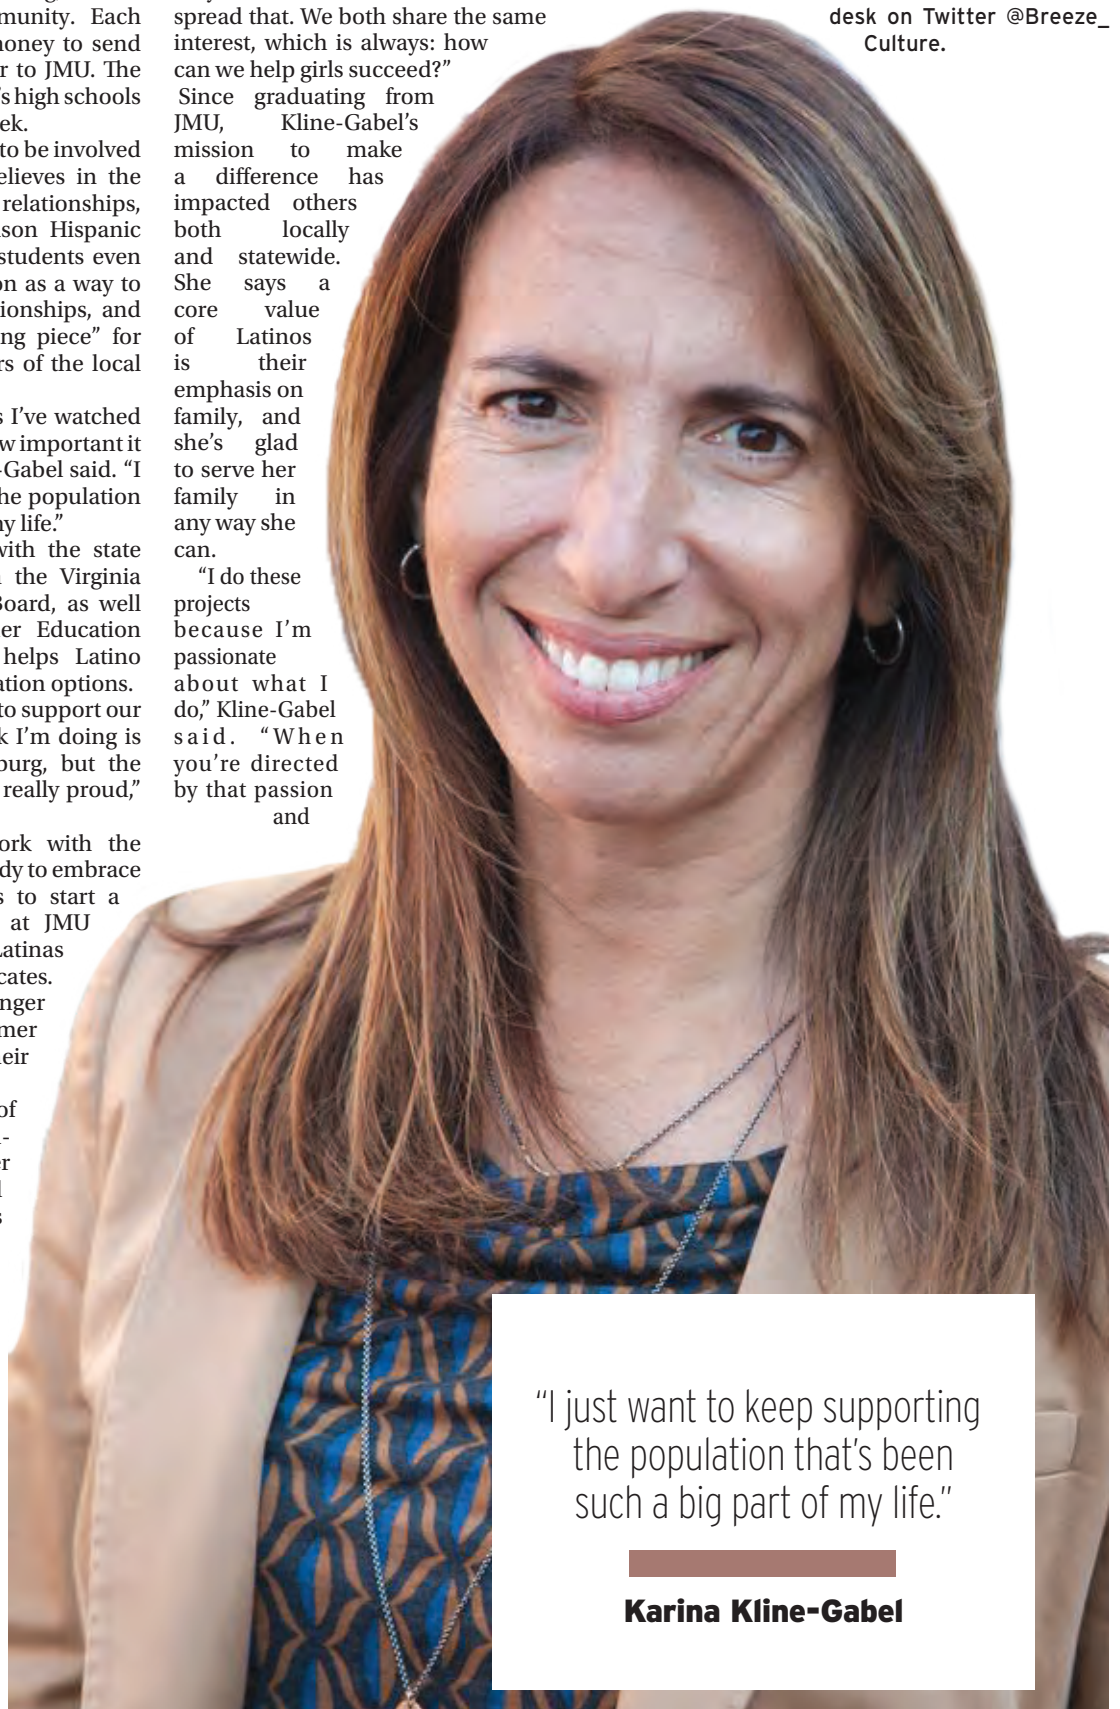 munity. Each
oney to send
r to JMU. The
's high schools
ek.
to be involved
elieves in the
relationships,
son Hispanic
students even
on as a way to
ionships, and
ng piece” for
rs of the local
s I've watched
w important it
-Gabel said. “I
he population
y life.”
with the state
the Virginia
Board, as well
er Education
helps Latino
ation options.
to support our
k I'm doing is
burg, but the
really proud,”
ork with the
dy to embrace
s to start a
at JMU
Latinas
cates.
nger
mer
eir
of
-
er
s
spread that. We both share the same
interest, which is always: how
can we help girls succeed?”
Since graduating from
JMU, Kline-Gabel's
mission to make
a difference has
impacted others
both locally
and statewide.
She says a
core value
of Latinos
is their
emphasis on
family, and
she's glad
to serve her
family in
any way she
can.
“I do these
projects
because I'm
passionate
about what I
do,” Kline-Gabel
said. “When
you're directed
by that passion
and
desk on Twitter @Breeze_
Culture.
“I just want to keep supporting
the population that's been
such a big part of my life.”
Karina Kline-Gabel